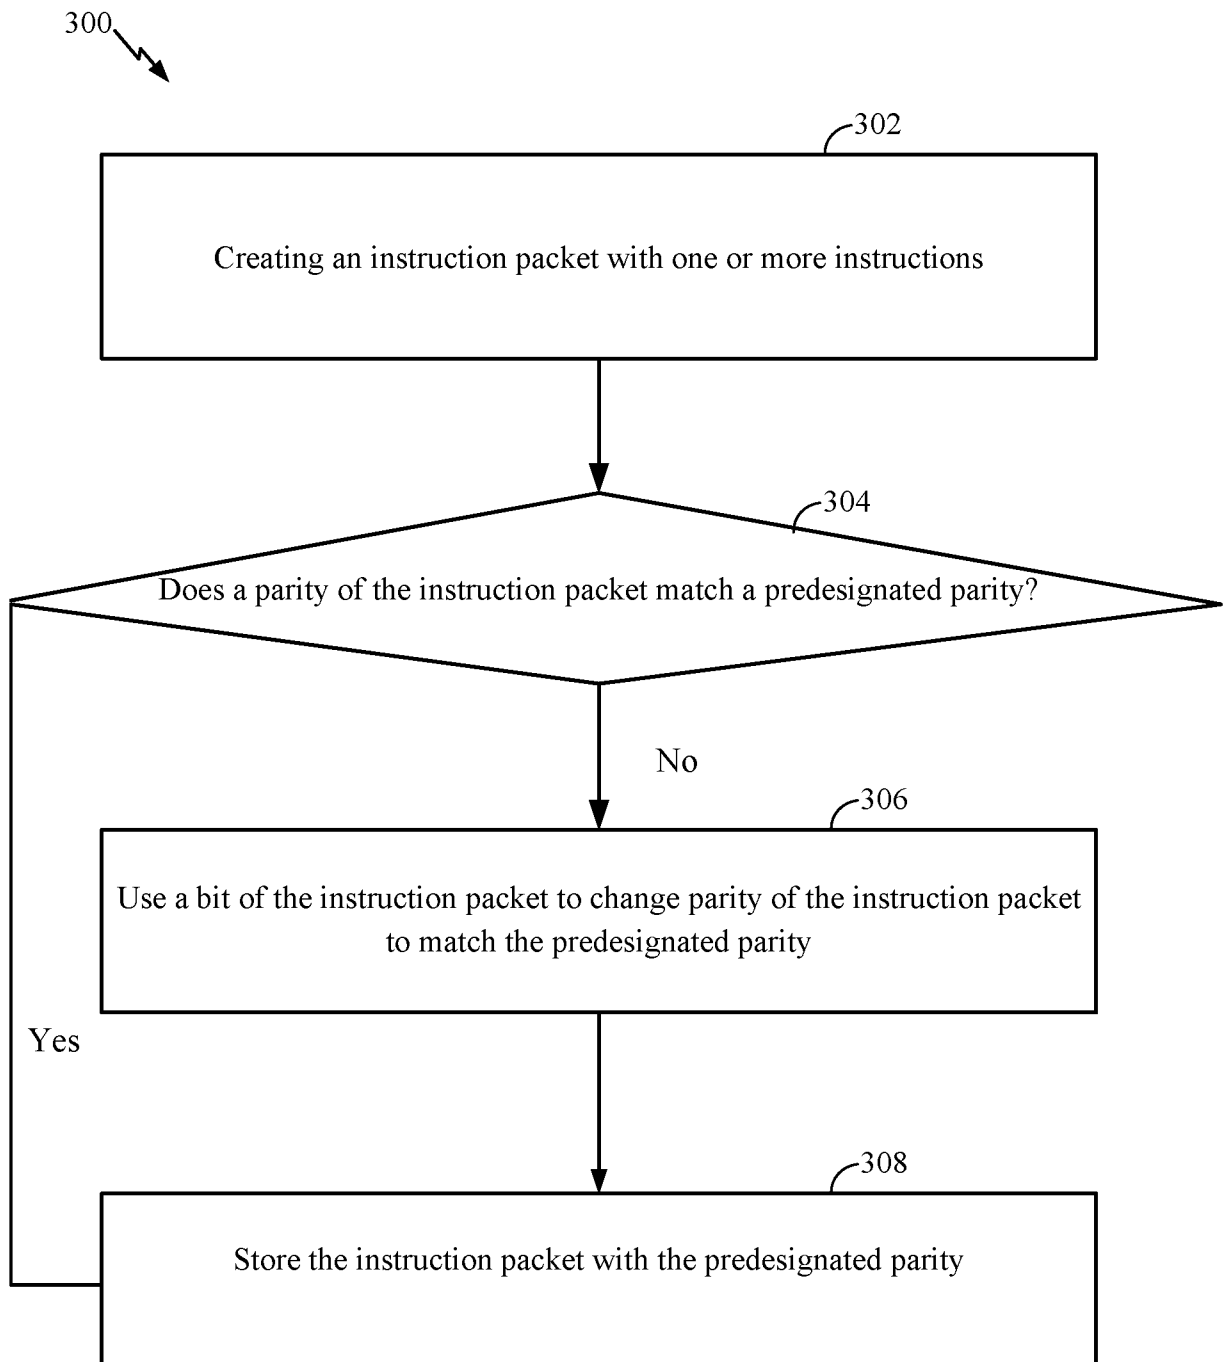 300
302
Creating an instruction packet with one or more instructions
304
Does a parity of the instruction packet match a predesignated parity?
No
306
Use a bit of the instruction packet to change parity of the instruction packet
to match the predesignated parity
Yes
308
Store the instruction packet with the predesignated parity